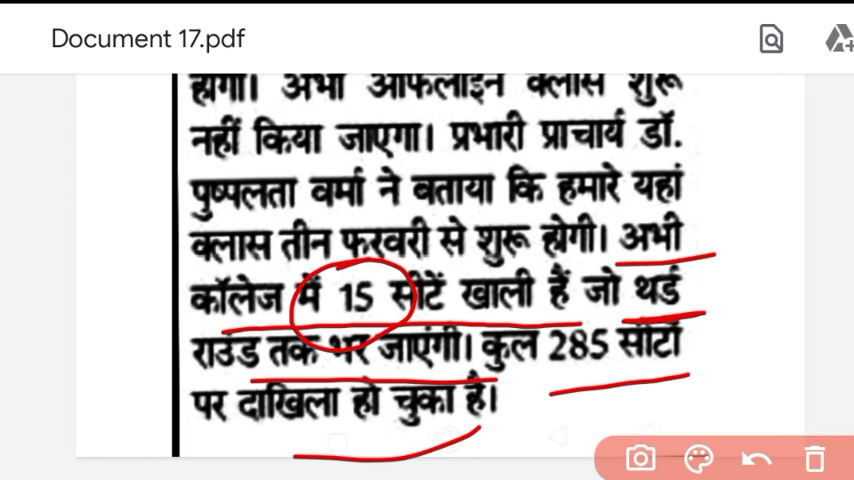 Document 17.pdf
होगी। अभी ऑफलाइन क्लास शुरू
नहीं किया जाएगा। प्रभारी प्राचार्य डॉ.
पुष्पलता वर्मा ने बताया कि हमारे यहां
क्लास तीन फरवरी से शुरू होगी। अभी
कॉलेज में 15 सीटें खाली हैं जो थर्ड
राउंड तक भर जाएंगी। कुल 285 सीटों
पर दाखिला हो चुका है।